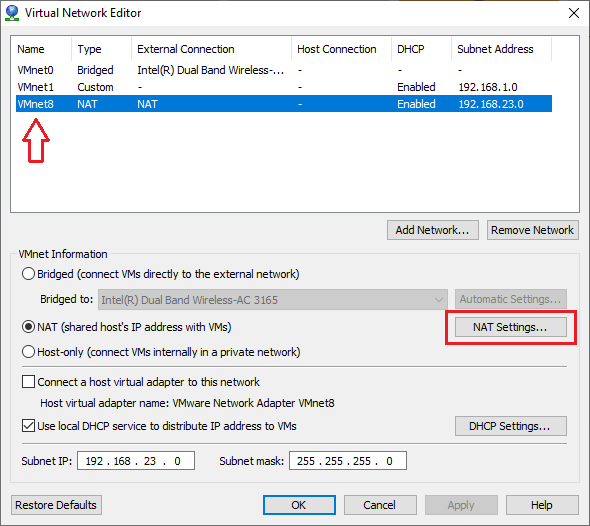 Virtual Network Editor
Name Type External Connection Host Connection DHCP Subnet Address
VMnet0 Bridged Intel(R) Dual Band Wireless-... - - -
VMnet1 Custom - - Enabled 192.168.1.0
VMnet8 NAT NAT - Enabled 192.168.23.0
Add Network... Remove Network
VMnet Information
Bridged (connect VMs directly to the external network)
Bridged to: Intel(R) Dual Band Wireless-AC 3165 Automatic Settings...
NAT (shared host's IP address with VMs) NAT Settings...
Host-only (connect VMs internally in a private network)
Connect a host virtual adapter to this network
Host virtual adapter name: VMware Network Adapter VMnet8
Use local DHCP service to distribute IP address to VMs DHCP Settings...
Subnet IP: 192 . 168 . 23 . 0 Subnet mask: 255 . 255 . 255 . 0
Restore Defaults OK Cancel Apply Help